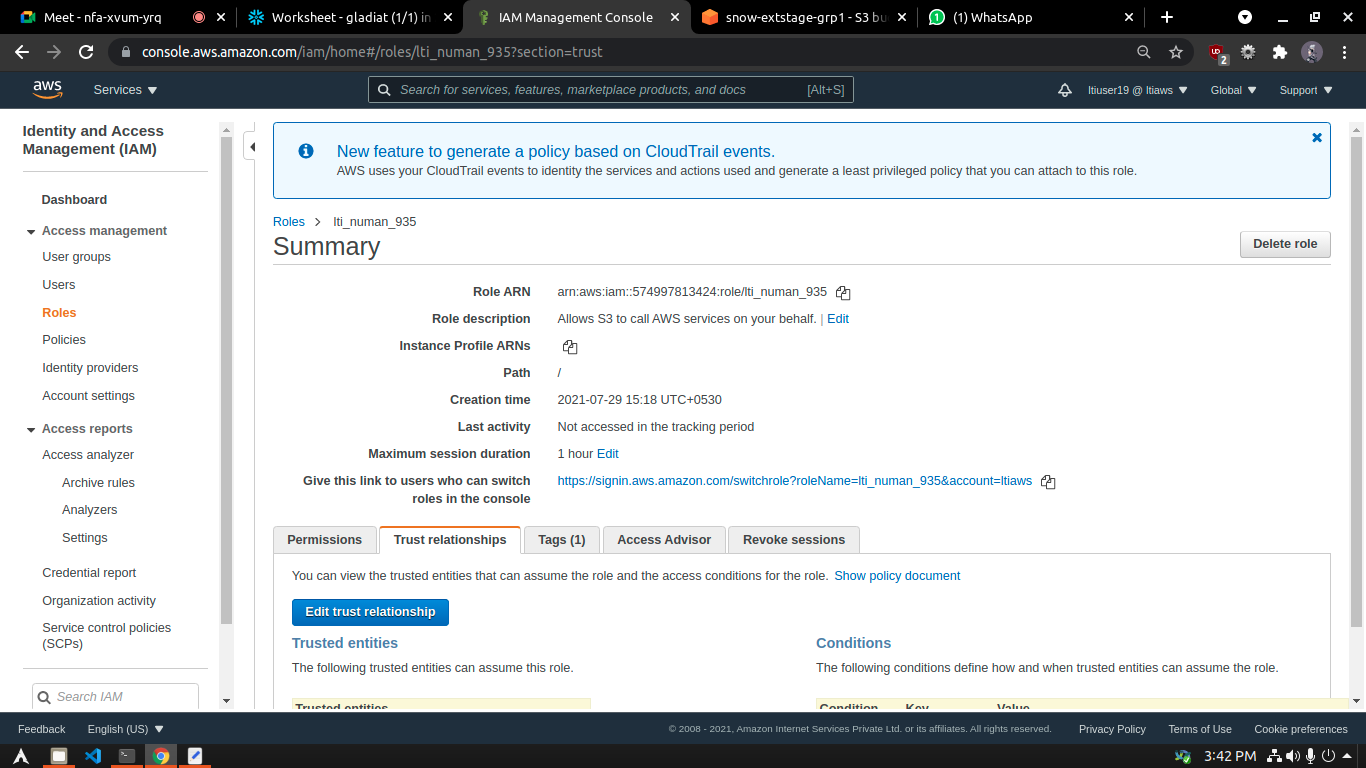 Meet - nfa-xvum-yrq
Worksheet - gladiat (1/1) in
IAM Management Console
snow-extstage-grp1 - S3 bu
(1) WhatsApp
console.aws.amazon.com/iam/home#/roles/lti_numan_935?section=trust
2
aws
Services
Search for services, features, marketplace products, and docs
[Alt+S]
ltiuser19 @ ltiaws
Global
Support
Identity and Access
Management (IAM)
Dashboard
Access management
User groups
Users
Roles
Policies
Identity providers
Account settings
Access reports
Access analyzer
Archive rules
Analyzers
Settings
Credential report
Organization activity
Service control policies
(SCPs)
Search IAM
New feature to generate a policy based on CloudTrail events.
AWS uses your CloudTrail events to identify the services and actions used and generate a least privileged policy that you can attach to this role.
Roles > lti_numan_935
Summary
Delete role
Role ARN arn:aws:iam::574997813424:role/lti_numan_935
Role description Allows S3 to call AWS services on your behalf. | Edit
Instance Profile ARNs
Path /
Creation time 2021-07-29 15:18 UTC+0530
Last activity Not accessed in the tracking period
Maximum session duration 1 hour Edit
Give this link to users who can switch https://signin.aws.amazon.com/switchrole?roleName=lti_numan_935&account=ltiaws
roles in the console
Permissions
Trust relationships
Tags (1)
Access Advisor
Revoke sessions
You can view the trusted entities that can assume the role and the access conditions for the role. Show policy document
Edit trust relationship
Trusted entities
The following trusted entities can assume this role.
Trusted entities
Conditions
The following conditions define how and when trusted entities can assume the role.
Condition Key Value
Feedback
English (US)
© 2008 - 2021, Amazon Internet Services Private Ltd. or its affiliates. All rights reserved.
Privacy Policy
Terms of Use
Cookie preferences
3:42 PM